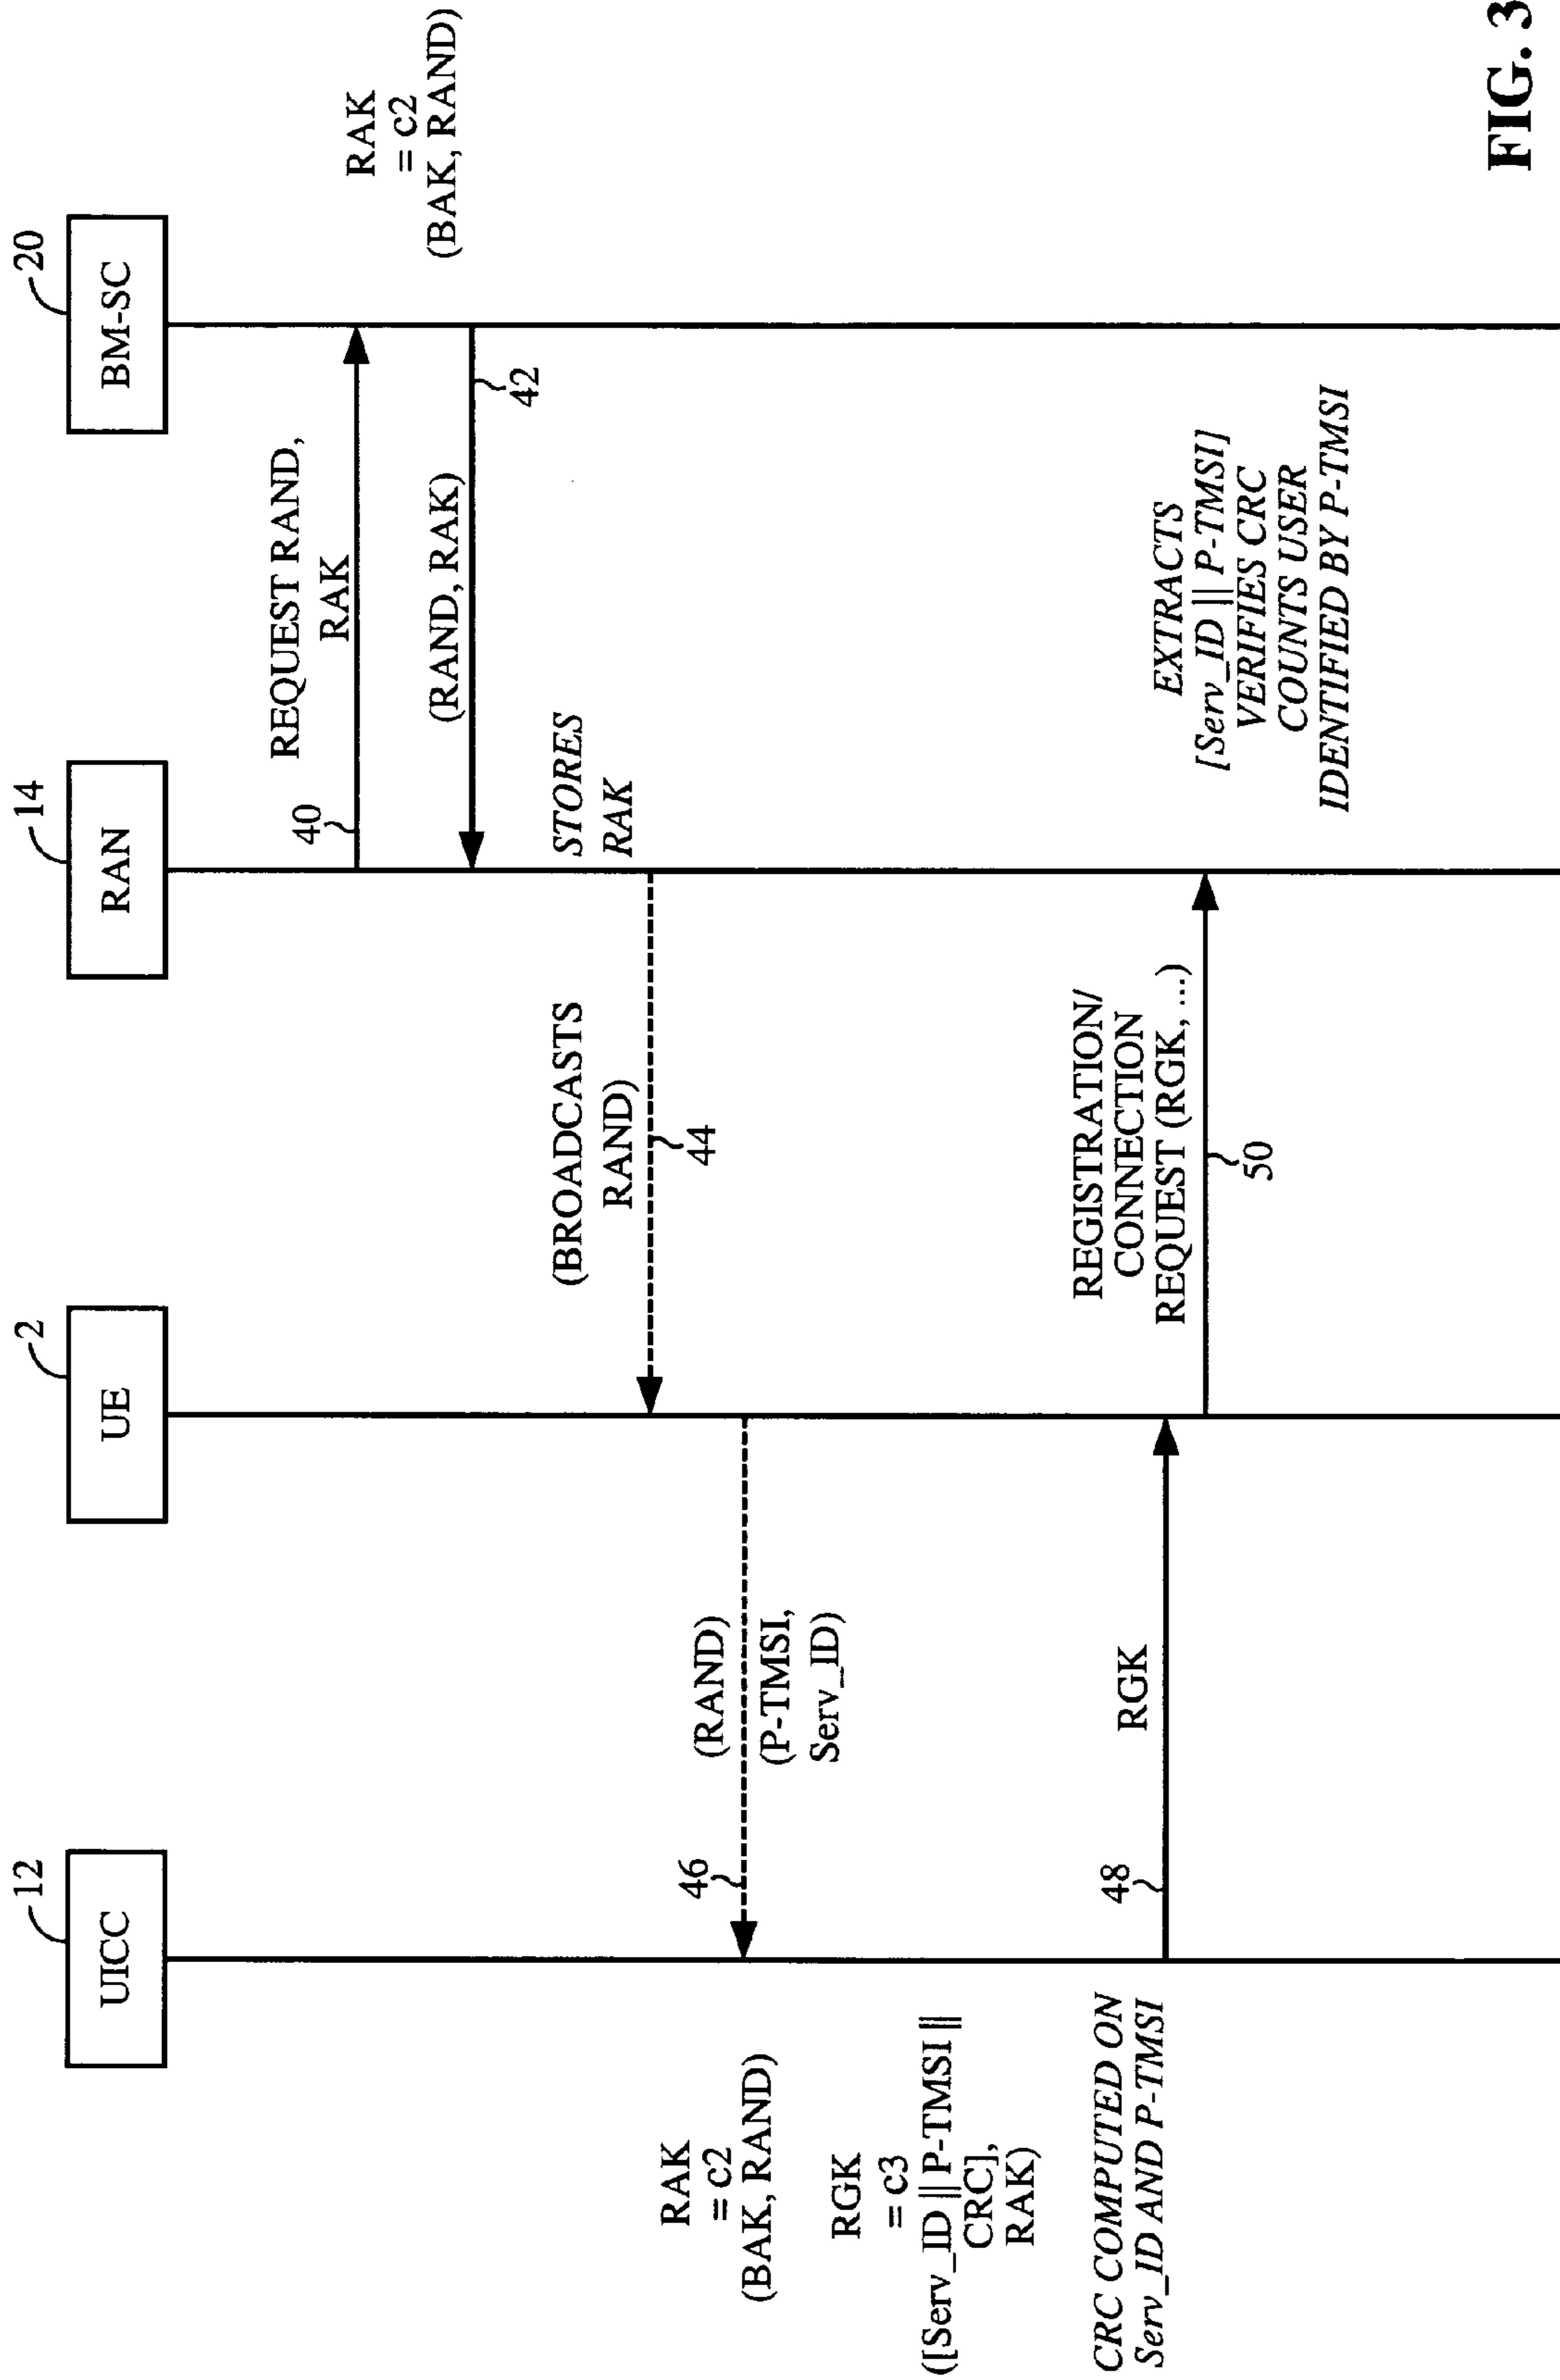 UICC
12
UE
2
RAN
14
BM-SC
20
40
REQUEST RAND,
RAK
RAK
= c2
(BAK, RAND)
(RAND, RAK)
42
STORES
RAK
(BROADCASTS
RAND)
44
46
(RAND)
(P-TMSI,
Serv_ID)
RAK
= c2
(BAK, RAND)
RGK
= c3
([Serv_ID || P-TMSI ||
CRC],
RAK)
CRC COMPUTED ON
Serv_ID AND P-TMSI
48
RGK
REGISTRATION/
CONNECTION
REQUEST (RGK, ...)
50
EXTRACTS
[Serv_ID || P-TMSI]
VERIFIES CRC
COUNTS USER
IDENTIFIED BY P-TMSI
FIG. 3